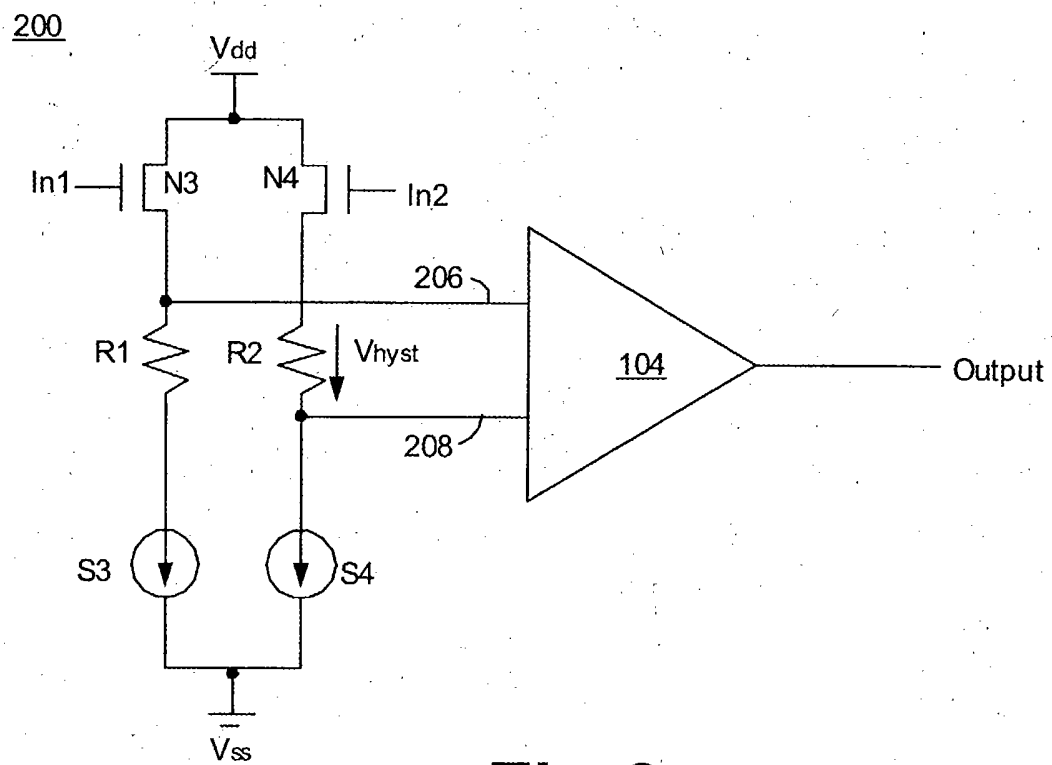 200
Vdd
In1
N3
N4
In2
206
R1
R2
Vhyst
104
Output
208
S3
S4
Vss